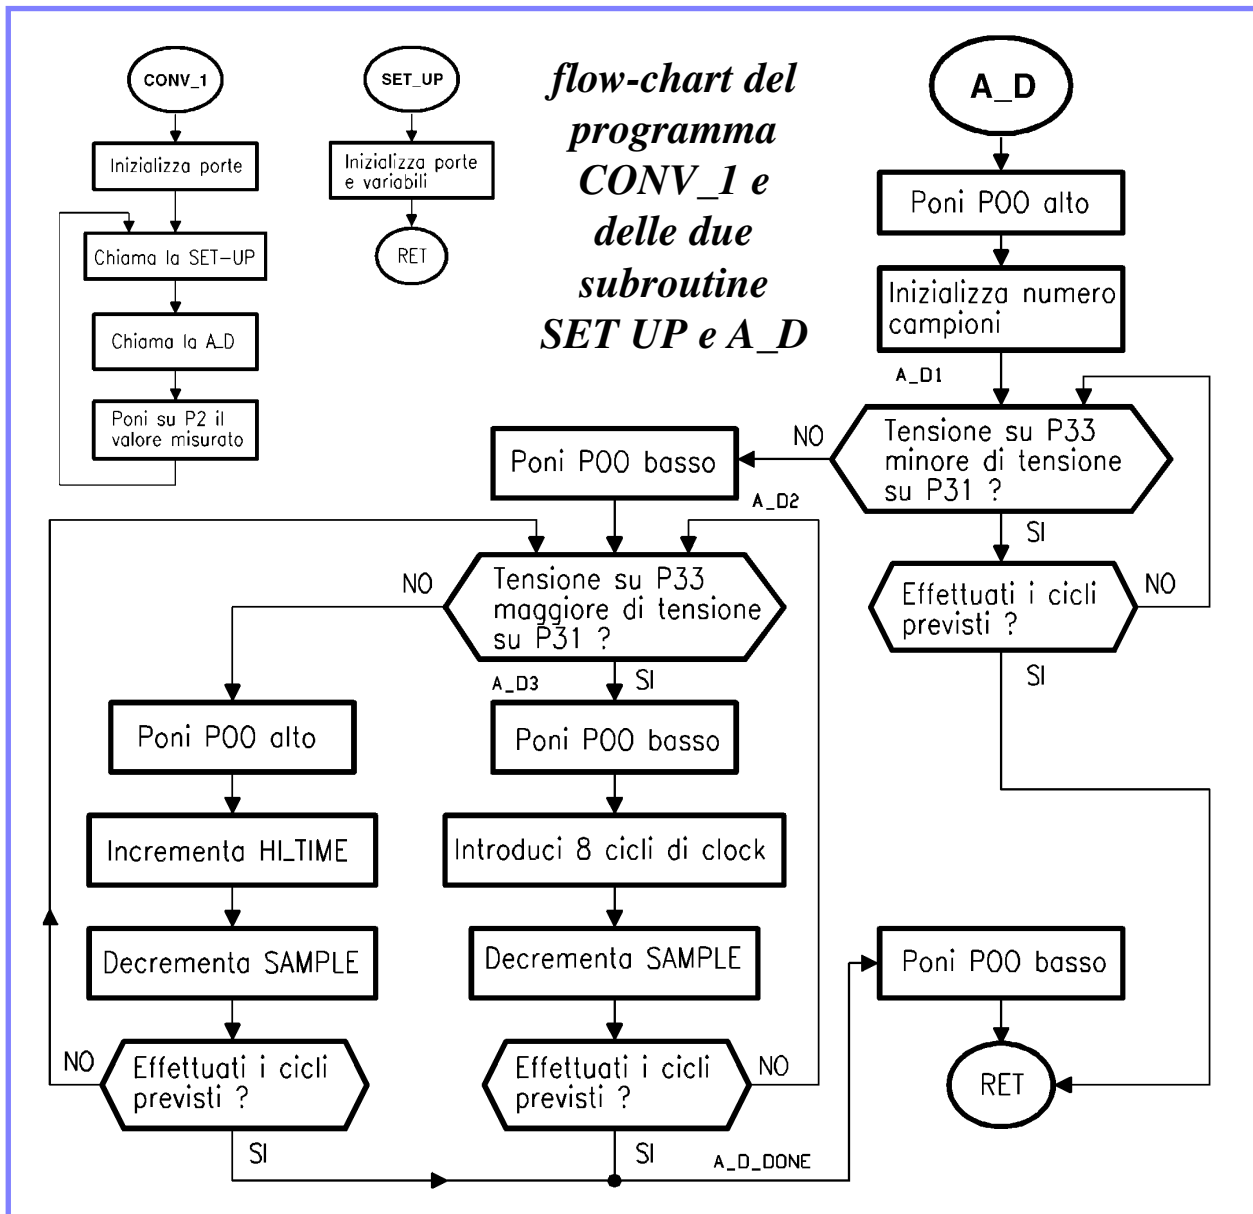 CONV_1
Inizializza porte
Chiama la SET-UP
Chiama la A_D
Poni su P2 il
valore misurato
SET_UP
Inizializza porte
e variabili
RET
flow-chart del
programma
CONV_1 e
delle due
subroutine
SET UP e A_D
A_D
Poni P00 alto
Inizializza numero
campioni
A_D1
Tensione su P33
minore di tensione
su P31 ?
NO
SI
Effettuati i cicli
previsti ?
NO
SI
Poni P00 basso
A_D2
Tensione su P33
maggiore di tensione
su P31 ?
NO
SI
A_D3
Poni P00 alto
Incrementa HI_TIME
Decrementa SAMPLE
Effettuati i cicli
previsti ?
NO
SI
Poni P00 basso
Introduci 8 cicli di clock
Decrementa SAMPLE
Effettuati i cicli
previsti ?
NO
SI
A_D_DONE
Poni P00 basso
RET